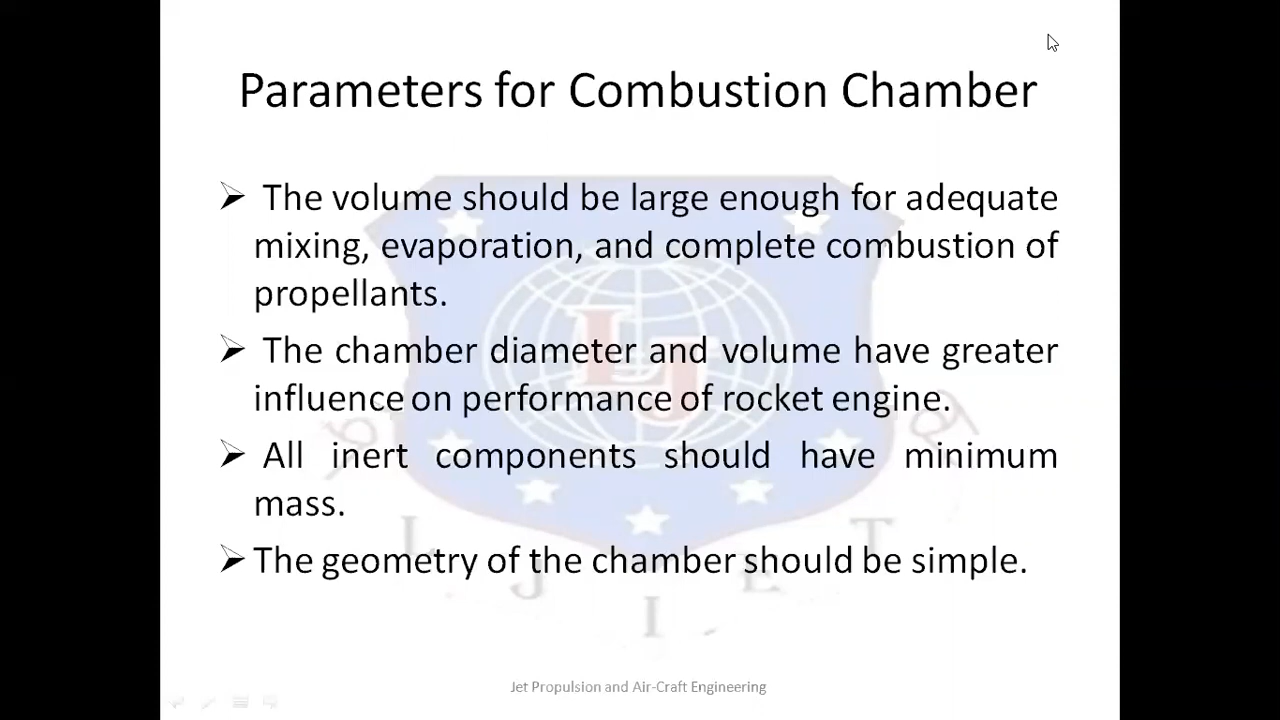 Parameters for Combustion Chamber
➢ The volume should be large enough for adequate
mixing, evaporation, and complete combustion of
propellants.
➢ The chamber diameter and volume have greater
influence on performance of rocket engine.
➢ All inert components should have minimum
mass.
➢ The geometry of the chamber should be simple.
LJ
L J I E T
Jet Propulsion and Air-Craft Engineering